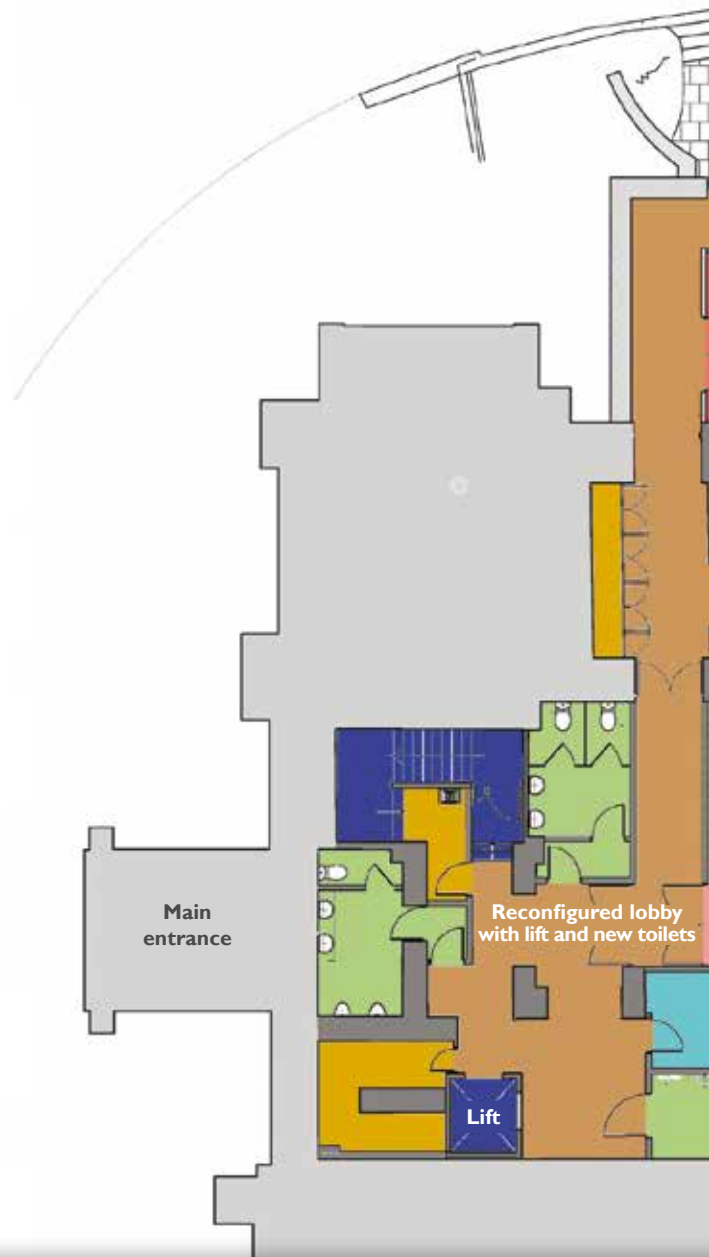 Main
entrance
Reconfigured lobby
with lift and new toilets
Lift